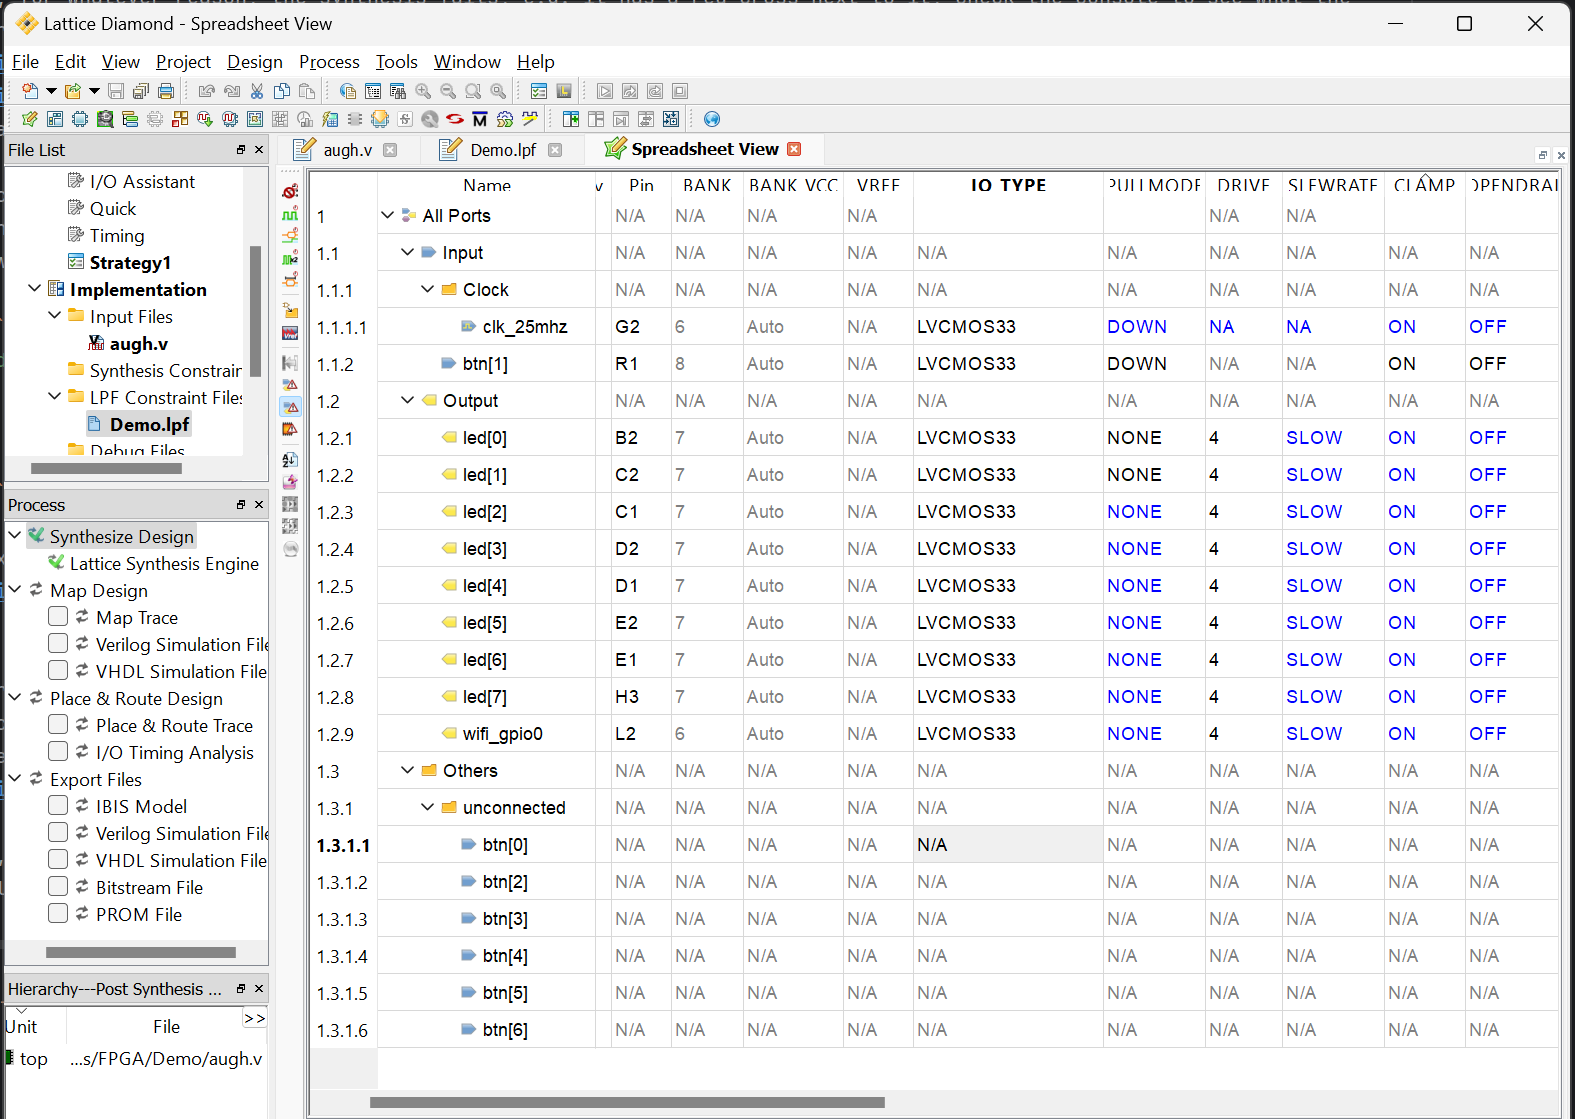 Lattice Diamond - Spreadsheet View
File Edit View Project Design Process Tools Window Help
File List
I/O Assistant
Quick
Timing
Strategy1
Implementation
Input Files
augh.v
Synthesis Constrain
LPF Constraint Files
Demo.lpf
Debug Files
Process
Synthesize Design
Lattice Synthesis Engine
Map Design
Map Trace
Verilog Simulation File
VHDL Simulation File
Place & Route Design
Place & Route Trace
I/O Timing Analysis
Export Files
IBIS Model
Verilog Simulation File
VHDL Simulation File
Bitstream File
PROM File
Hierarchy---Post Synthesis ...
Unit File >>
top ...s/FPGA/Demo/augh.v
augh.v Demo.lpf Spreadsheet View
Name v Pin BANK BANK_VCC VREF IO_TYPE PULLMODE DRIVE SLEWRATE CLAMP OPENDRAI
1 All Ports N/A N/A N/A N/A N/A N/A
1.1 Input N/A N/A N/A N/A N/A N/A N/A N/A N/A N/A
1.1.1 Clock N/A N/A N/A N/A N/A N/A N/A N/A N/A N/A
1.1.1.1 clk_25mhz G2 6 Auto N/A LVCMOS33 DOWN NA NA ON OFF
1.1.2 btn[1] R1 8 Auto N/A LVCMOS33 DOWN N/A N/A ON OFF
1.2 Output N/A N/A N/A N/A N/A N/A N/A N/A N/A N/A
1.2.1 led[0] B2 7 Auto N/A LVCMOS33 NONE 4 SLOW ON OFF
1.2.2 led[1] C2 7 Auto N/A LVCMOS33 NONE 4 SLOW ON OFF
1.2.3 led[2] C1 7 Auto N/A LVCMOS33 NONE 4 SLOW ON OFF
1.2.4 led[3] D2 7 Auto N/A LVCMOS33 NONE 4 SLOW ON OFF
1.2.5 led[4] D1 7 Auto N/A LVCMOS33 NONE 4 SLOW ON OFF
1.2.6 led[5] E2 7 Auto N/A LVCMOS33 NONE 4 SLOW ON OFF
1.2.7 led[6] E1 7 Auto N/A LVCMOS33 NONE 4 SLOW ON OFF
1.2.8 led[7] H3 7 Auto N/A LVCMOS33 NONE 4 SLOW ON OFF
1.2.9 wifi_gpio0 L2 6 Auto N/A LVCMOS33 NONE 4 SLOW ON OFF
1.3 Others N/A N/A N/A N/A N/A N/A N/A N/A N/A N/A
1.3.1 unconnected N/A N/A N/A N/A N/A N/A N/A N/A N/A N/A
1.3.1.1 btn[0] N/A N/A N/A N/A N/A N/A N/A N/A N/A N/A
1.3.1.2 btn[2] N/A N/A N/A N/A N/A N/A N/A N/A N/A N/A
1.3.1.3 btn[3] N/A N/A N/A N/A N/A N/A N/A N/A N/A N/A
1.3.1.4 btn[4] N/A N/A N/A N/A N/A N/A N/A N/A N/A N/A
1.3.1.5 btn[5] N/A N/A N/A N/A N/A N/A N/A N/A N/A N/A
1.3.1.6 btn[6] N/A N/A N/A N/A N/A N/A N/A N/A N/A N/A